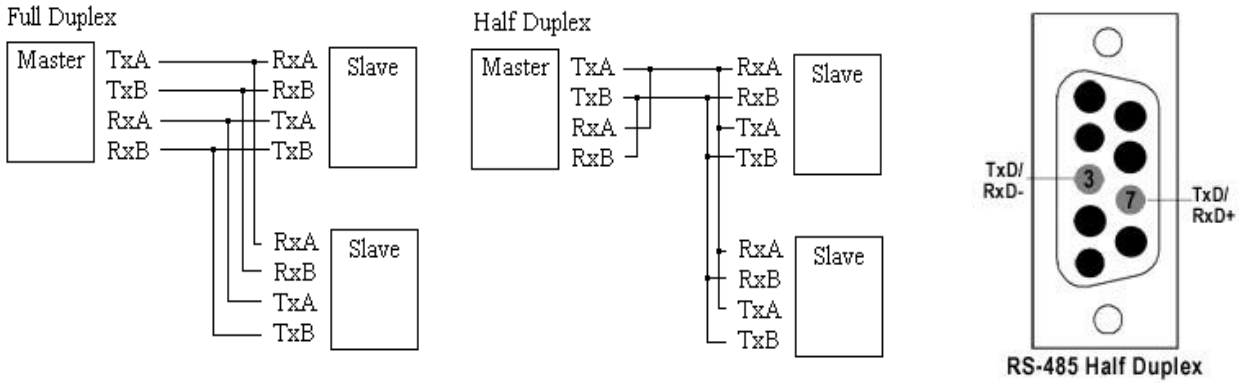 Full Duplex
Master
TxA
TxB
RxA
RxB
RxA
RxB
TxA
TxB
Slave
RxA
RxB
TxA
TxB
Slave
Half Duplex
Master
TxA
TxB
RxA
RxB
RxA
RxB
TxA
TxB
Slave
RxA
RxB
TxA
TxB
Slave
TxD/
RxD-
3
7
TxD/
RxD+
RS-485 Half Duplex